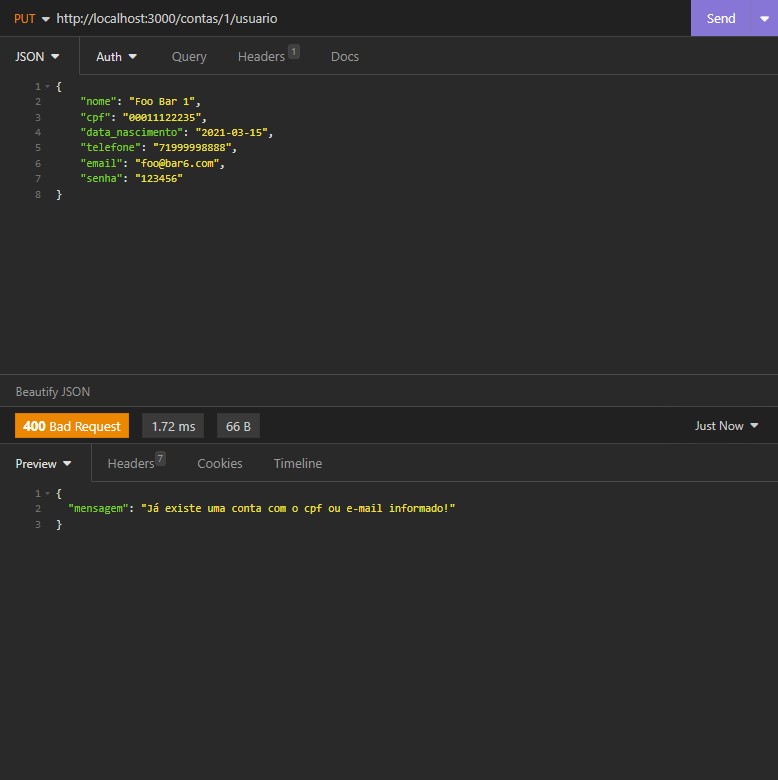 PUT http://localhost:3000/contas/1/usuario Send
JSON Auth Query Headers 1 Docs
1 {
2 "nome": "Foo Bar 1",
3 "cpf": "00011122235",
4 "data_nascimento": "2021-03-15",
5 "telefone": "71999998888",
6 "email": "foo@bar6.com",
7 "senha": "123456"
8 }
Beautify JSON
400 Bad Request 1.72 ms 66 B Just Now
Preview Headers 7 Cookies Timeline
1 {
2 "mensagem": "Já existe uma conta com o cpf ou e-mail informado!"
3 }